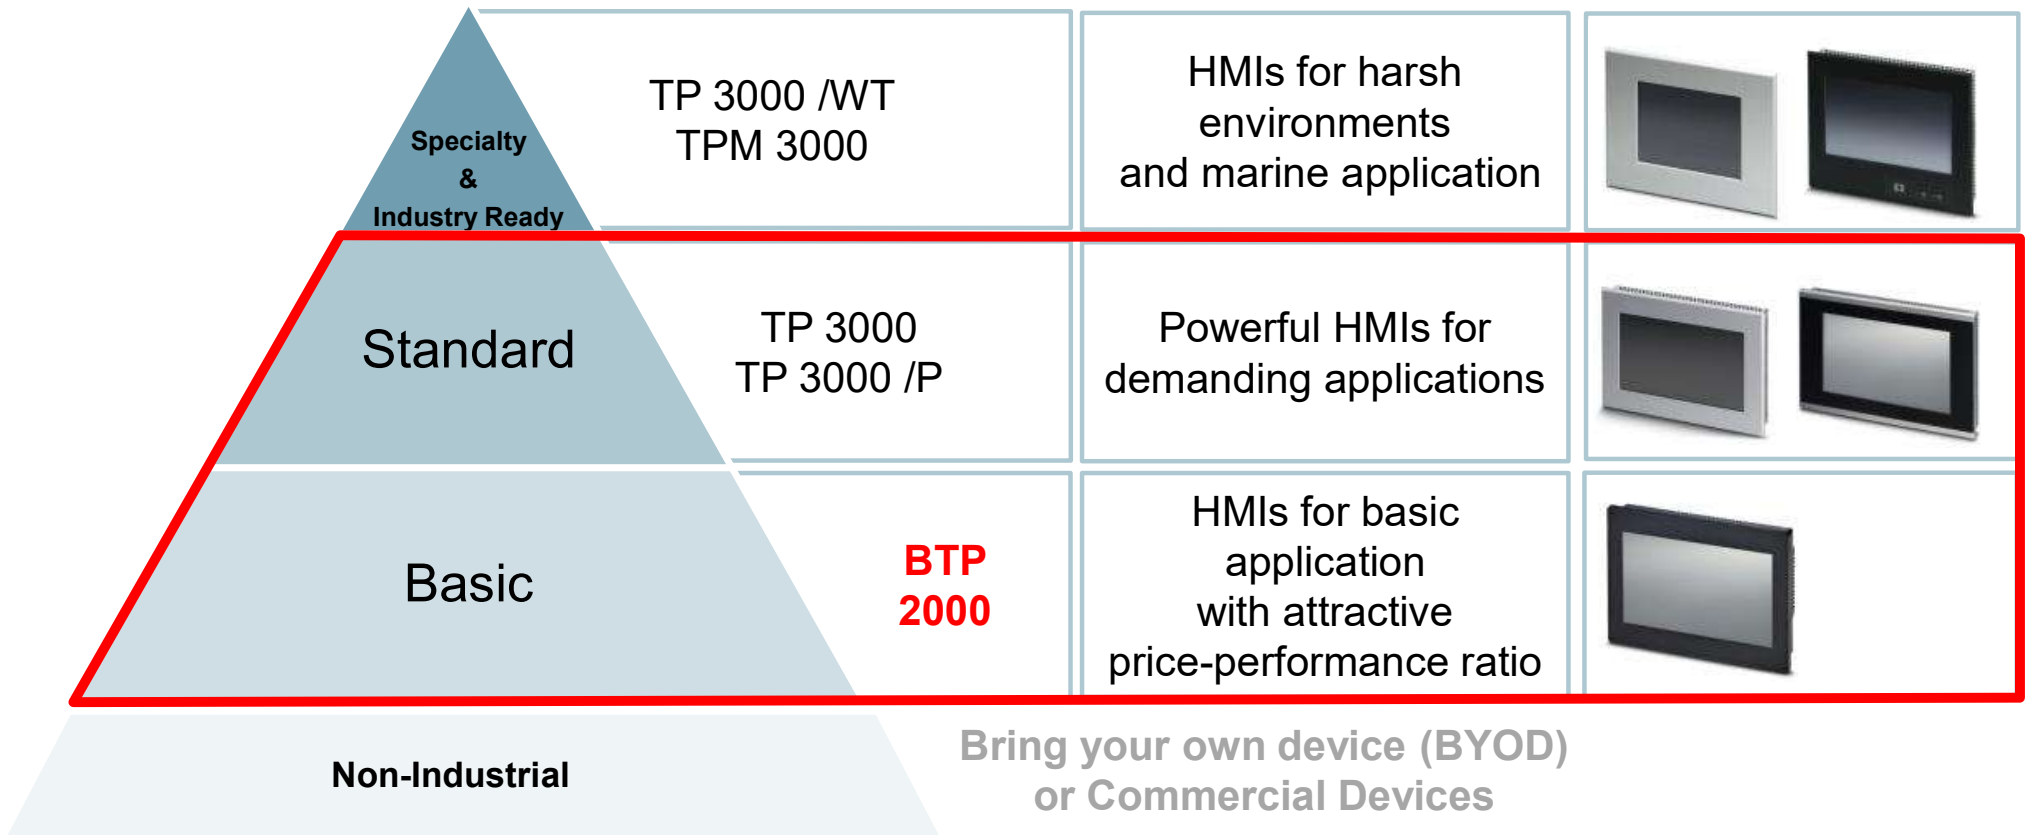 Specialty
&
Industry Ready
TP 3000 /WT
TPM 3000
HMIs for harsh
environments
and marine application
Standard
TP 3000
TP 3000 /P
Powerful HMIs for
demanding applications
Basic
BTP
2000
HMIs for basic
application
with attractive
price-performance ratio
Non-Industrial
Bring your own device (BYOD)
or Commercial Devices